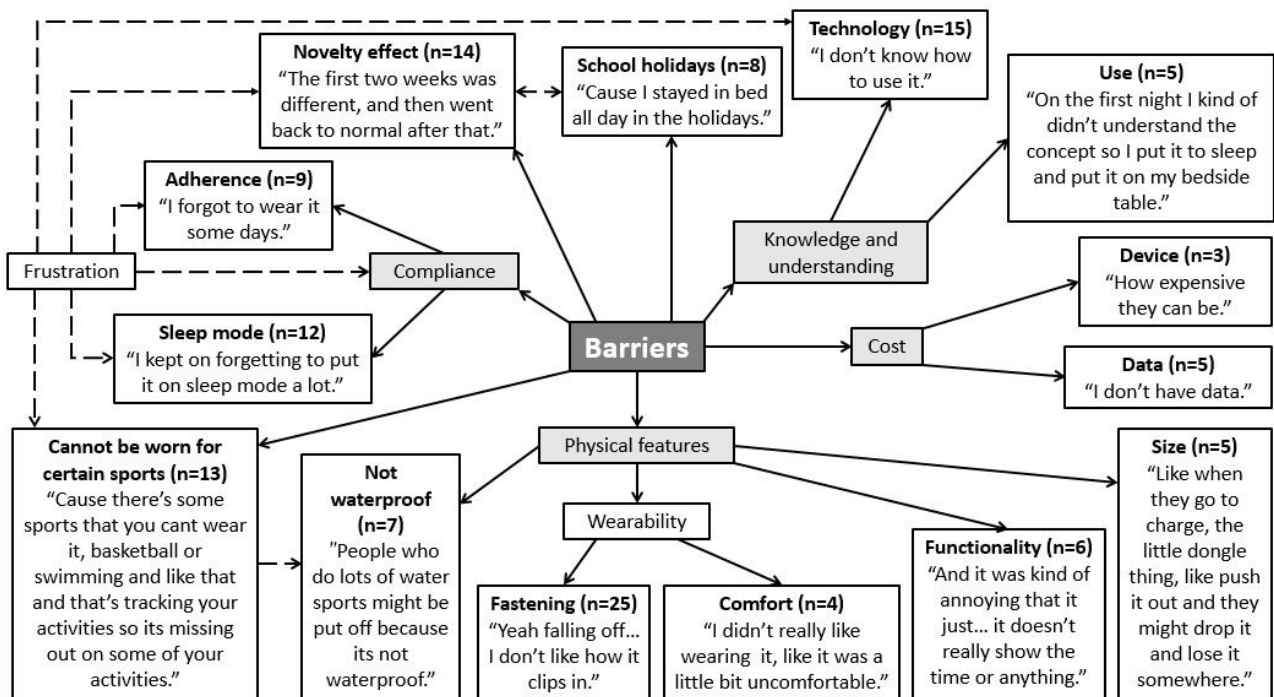 Technology (n=15)
“I don’t know how
to use it.”
Novelty effect (n=14)
“The first two weeks was
different, and then went
back to normal after that.”
School holidays (n=8)
“Cause I stayed in bed
all day in the holidays.”
Use (n=5)
“On the first night I kind of
didn’t understand the
concept so I put it to sleep
and put it on my bedside
table.”
Adherence (n=9)
“I forgot to wear it
some days.”
Knowledge and
understanding
Frustration
Compliance
Device (n=3)
“How expensive
they can be.”
Sleep mode (n=12)
“I kept on forgetting to put
it on sleep mode a lot.”
Barriers
Cost
Data (n=5)
“I don’t have data.”
Cannot be worn for
certain sports (n=13)
“Cause there’s some
sports that you cant wear
it, basketball or
swimming and like that
and that’s tracking your
activities so its missing
out on some of your
activities.”
Not
waterproof
(n=7)
"People who
do lots of water
sports might be
put off because
its not
waterproof.”
Physical features
Wearability
Fastening (n=25)
“Yeah falling off...
I don’t like how it
clips in.”
Comfort (n=4)
“I didn’t really like
wearing it, like it was a
little bit uncomfortable.”
Functionality (n=6)
“And it was kind of
annoying that it
just... it doesn’t
really show the
time or anything.”
Size (n=5)
“Like when
they go to
charge, the
little dongle
thing, like push
it out and they
might drop it
and lose it
somewhere.”